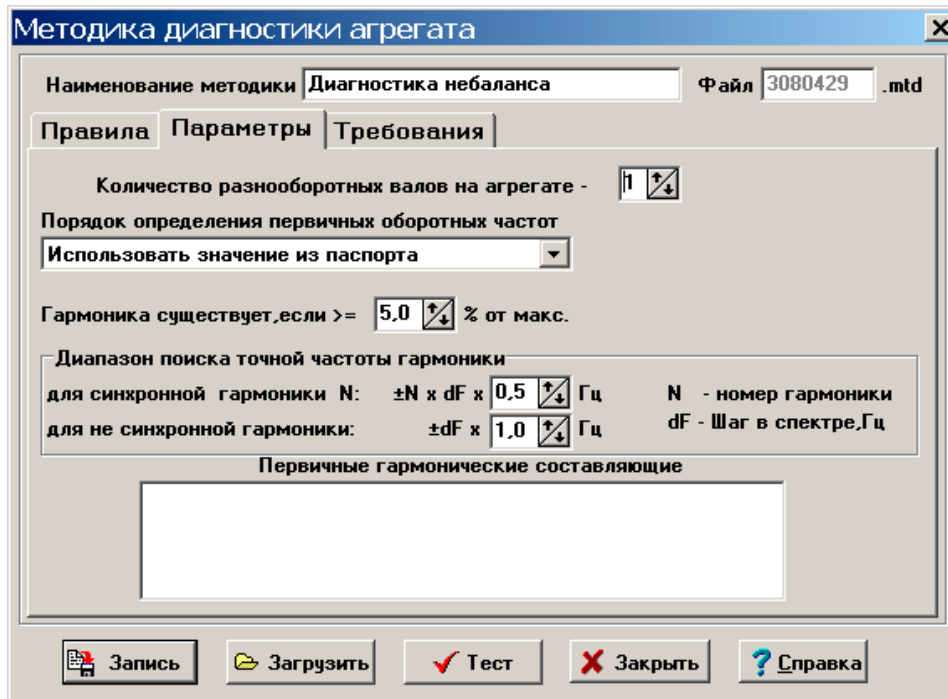 Методика диагностики агрегата
Наименование методики Диагностика небаланса Файл 3080429 .mtd
Правила Параметры Требования
Количество разнооборотных валов на агрегате - 1
Порядок определения первичных оборотных частот
Использовать значение из паспорта
Гармоника существует,если >= 5,0 % от макс.
Диапазон поиска точной частоты гармоники
для синхронной гармоники N: ±N x dF x 0,5 Гц N - номер гармоники
для не синхронной гармоники: ±dF x 1,0 Гц dF - Шаг в спектре,Гц
Первичные гармонические составляющие
Запись Загрузить Тест Закрыть Справка